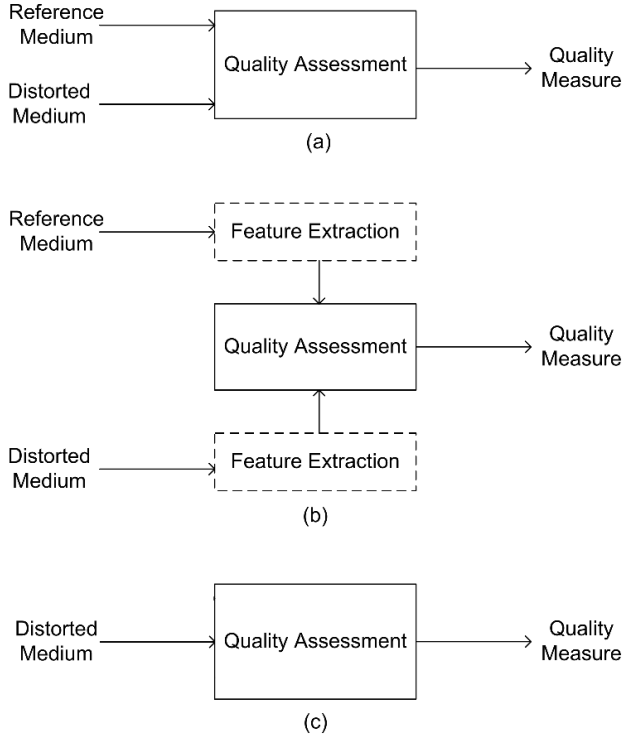 Reference
Medium
Quality Assessment
Quality
Measure
Distorted
Medium
(a)
Reference
Medium
Feature Extraction
Quality Assessment
Quality
Measure
Distorted
Medium
Feature Extraction
(b)
Distorted
Medium
Quality Assessment
Quality
Measure
(c)